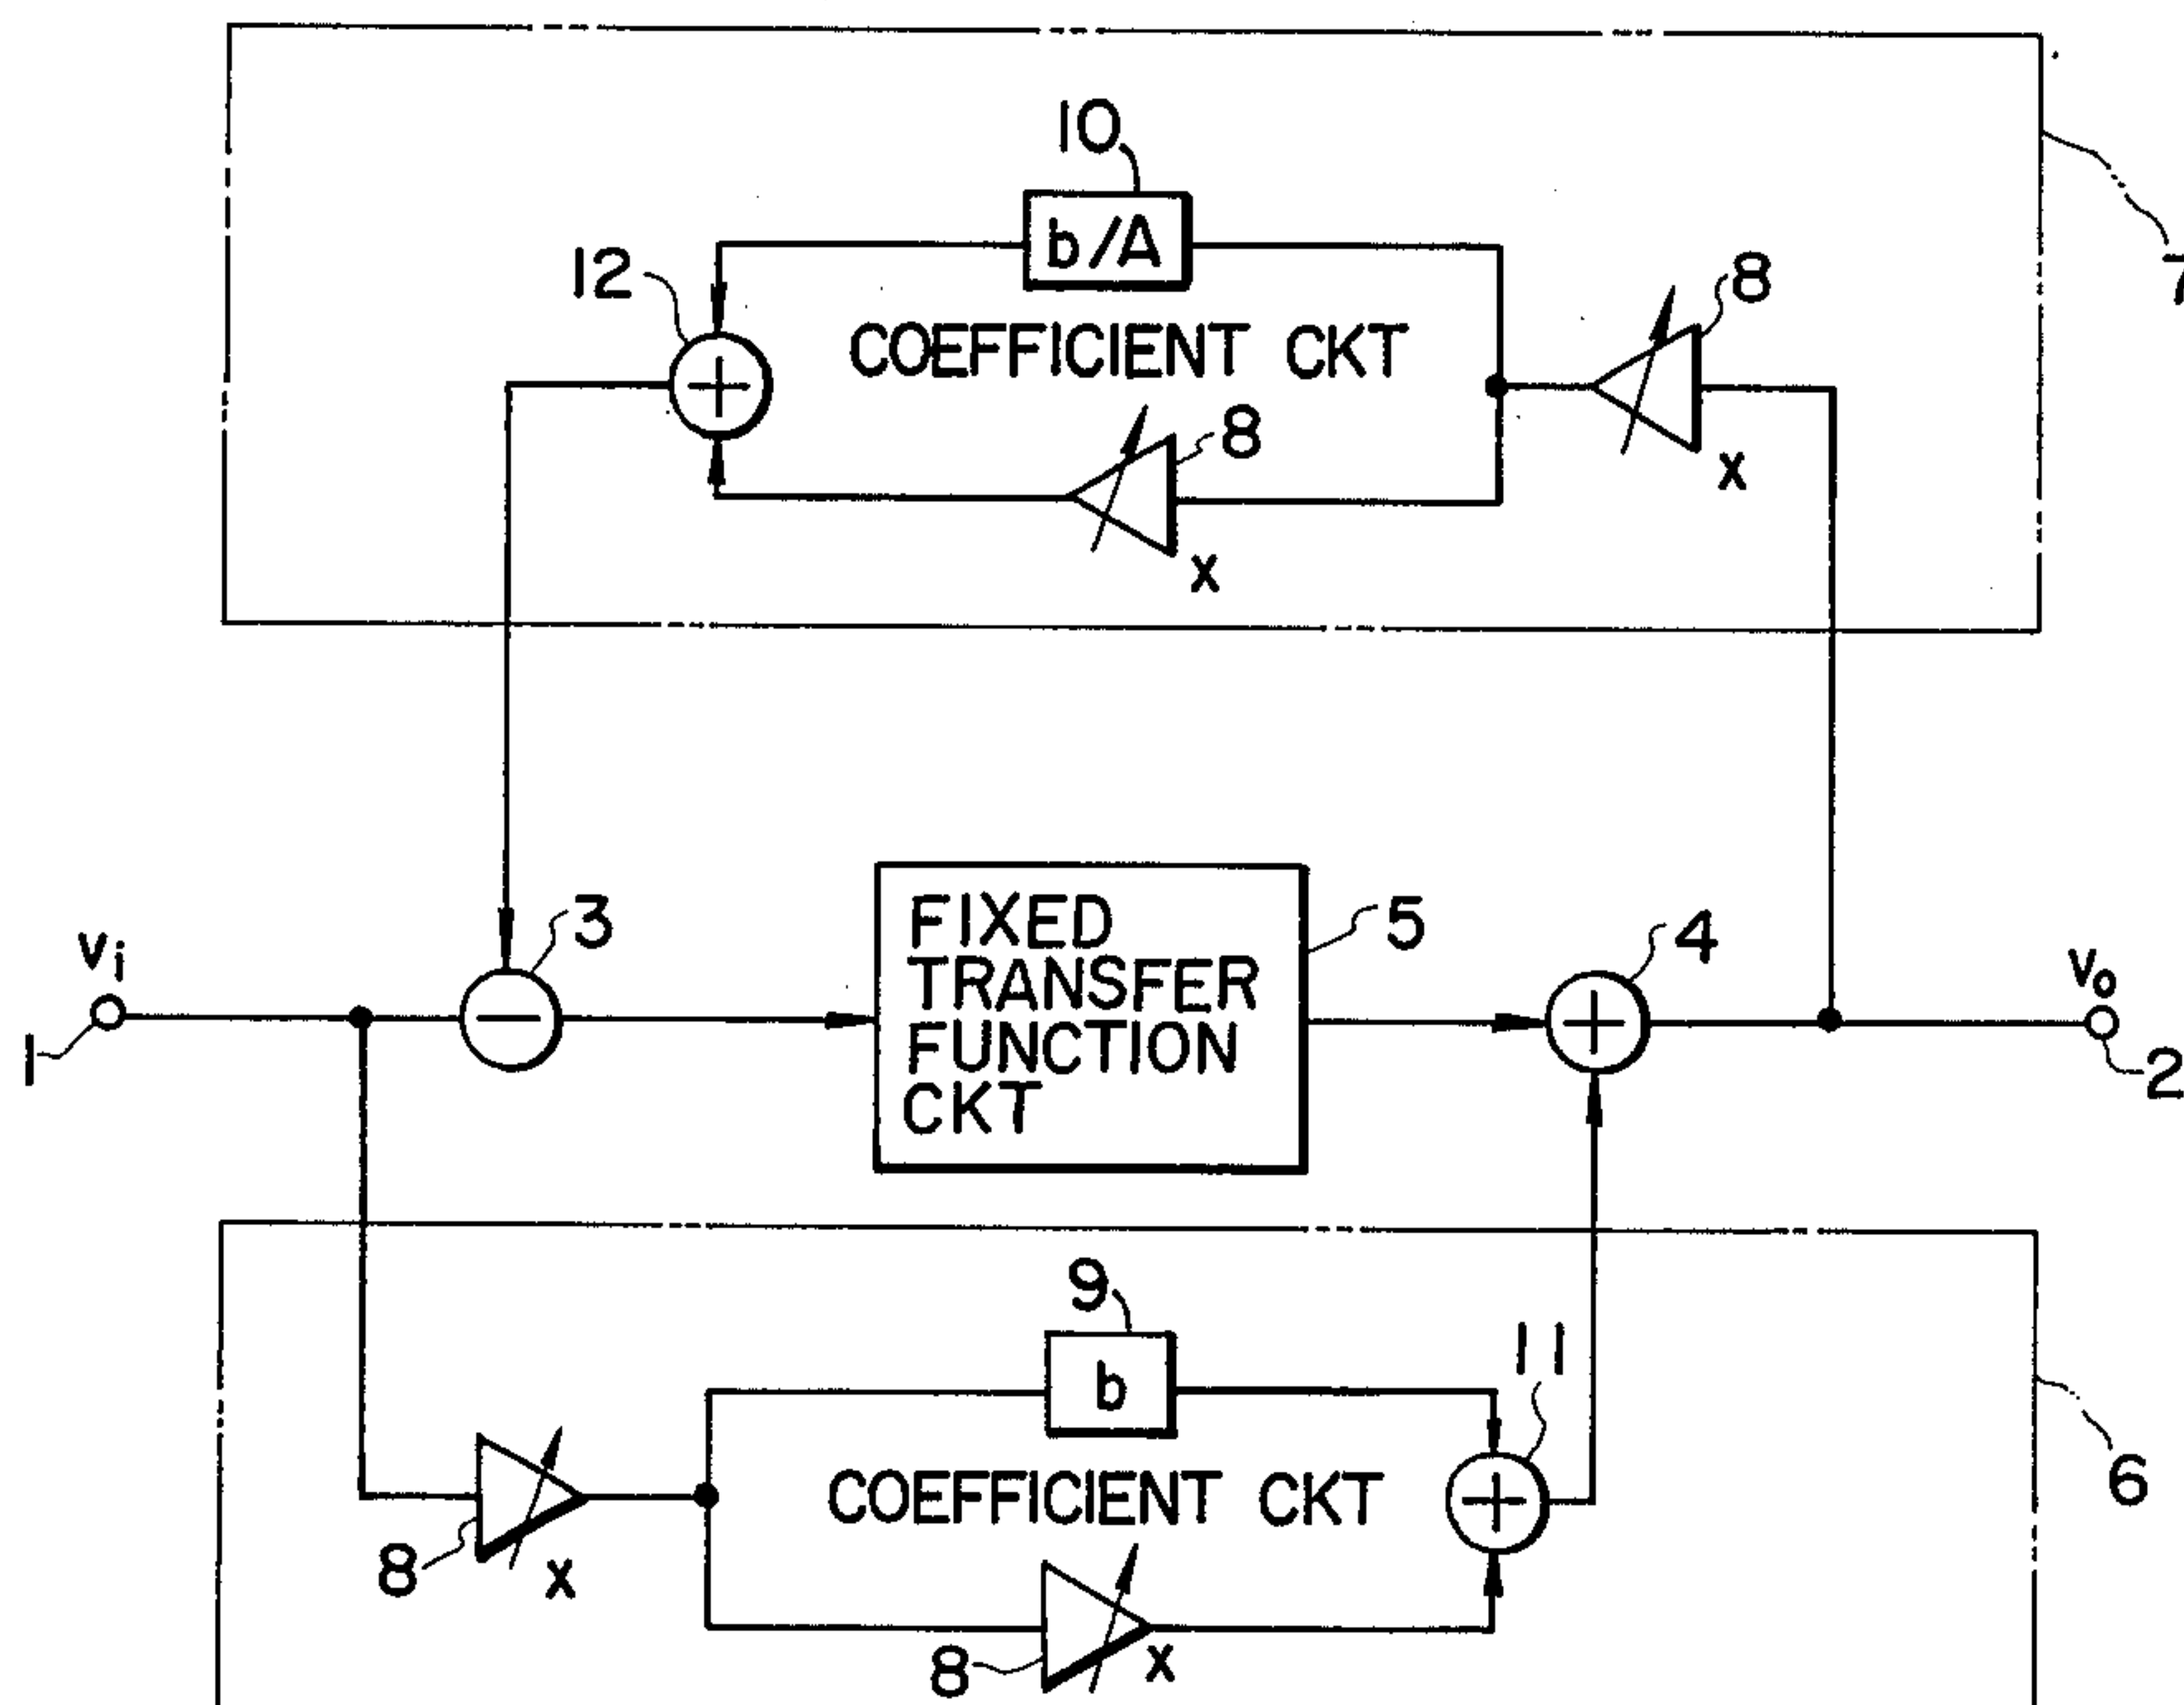 10
b/A
12
8
7
COEFFICIENT CKT
8
x
x
3
FIXED
TRANSFER
FUNCTION
CKT
5
4
vi
vo
1
2
9
b
11
COEFFICIENT CKT
6
8
x
8
x